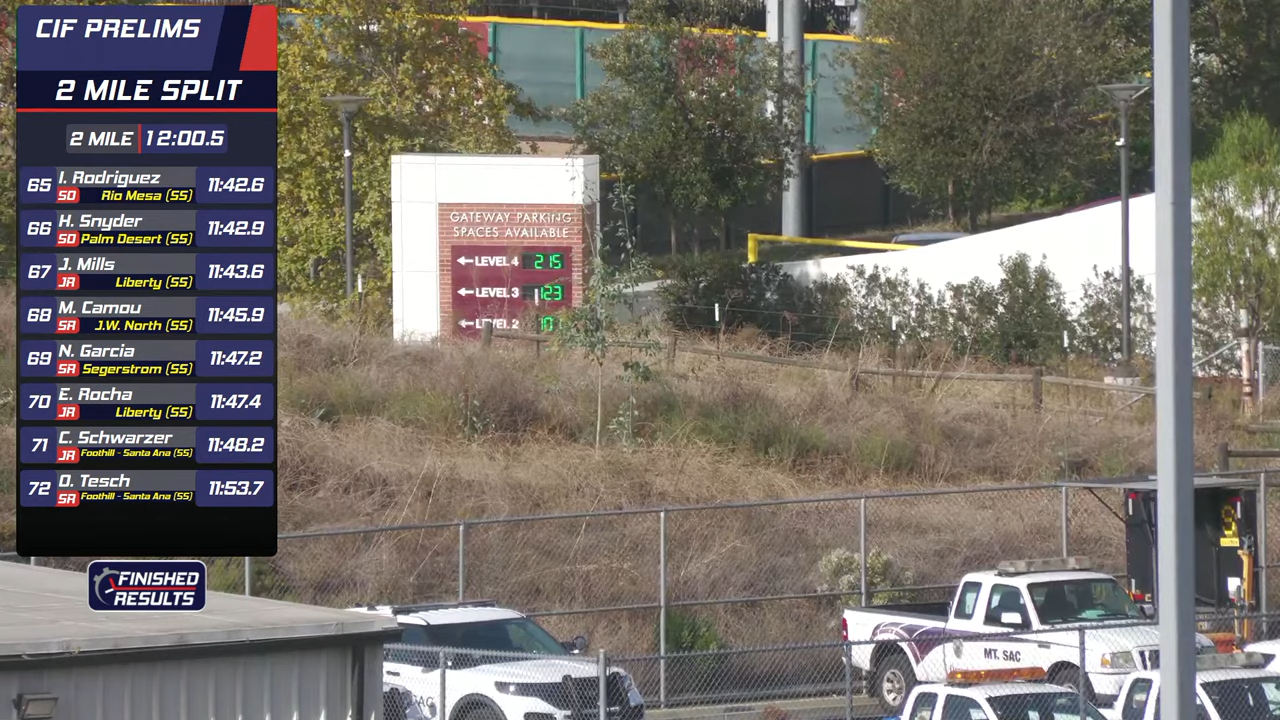 CIF PRELIMS
2 MILE SPLIT
2 MILE 12:00.5
65 I. Rodriguez 11:42.6
SO Rio Mesa (SS)
66 H. Snyder 11:42.9
SO Palm Desert (SS)
67 J. Mills 11:43.6
JR Liberty (SS)
68 M. Camou 11:45.9
SR J.W. North (SS)
69 N. Garcia 11:47.2
SR Segerstrom (SS)
70 E. Rocha 11:47.4
JR Liberty (SS)
71 C. Schwarzer 11:48.2
JR Foothill - Santa Ana (SS)
72 D. Tesch 11:53.7
SR Foothill - Santa Ana (SS)
FINISHED
RESULTS
GATEWAY PARKING
SPACES AVAILABLE
LEVEL 4 215
LEVEL 3 123
LEVEL 2
MT. SAC